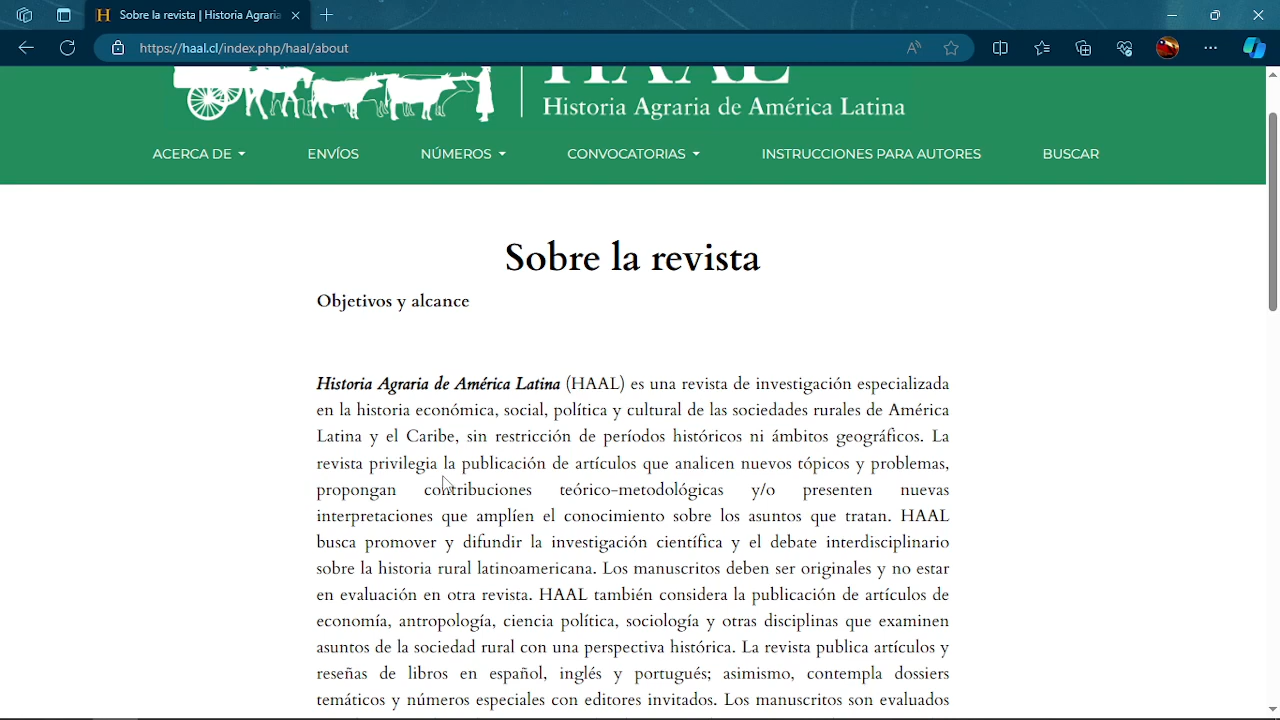 Sobre la revista | Historia Agraria
https://haal.cl/index.php/haal/about
HAAL
Historia Agraria de América Latina
ACERCA DE ENVÍOS NÚMEROS CONVOCATORIAS INSTRUCCIONES PARA AUTORES BUSCAR
Sobre la revista
Objetivos y alcance
Historia Agraria de América Latina (HAAL) es una revista de investigación especializada
en la historia económica, social, política y cultural de las sociedades rurales de América
Latina y el Caribe, sin restricción de períodos históricos ni ámbitos geográficos. La
revista privilegia la publicación de artículos que analicen nuevos tópicos y problemas,
propongan contribuciones teórico-metodológicas y/o presenten nuevas
interpretaciones que amplíen el conocimiento sobre los asuntos que tratan. HAAL
busca promover y difundir la investigación científica y el debate interdisciplinario
sobre la historia rural latinoamericana. Los manuscritos deben ser originales y no estar
en evaluación en otra revista. HAAL también considera la publicación de artículos de
economía, antropología, ciencia política, sociología y otras disciplinas que examinen
asuntos de la sociedad rural con una perspectiva histórica. La revista publica artículos y
reseñas de libros en español, inglés y portugués; asimismo, contempla dossiers
temáticos y números especiales con editores invitados. Los manuscritos son evaluados